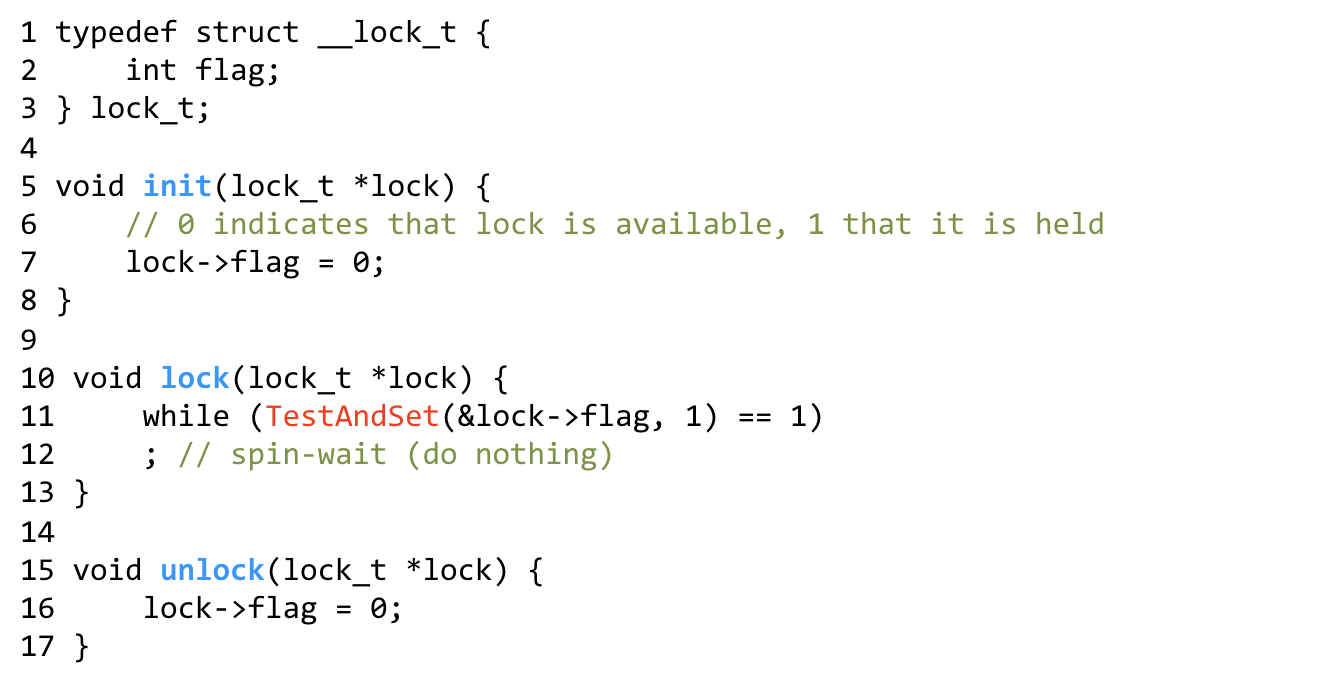 1 typedef struct __lock_t {
2     int flag;
3 } lock_t;
4
5 void init(lock_t *lock) {
6     // 0 indicates that lock is available, 1 that it is held
7     lock->flag = 0;
8 }
9
10 void lock(lock_t *lock) {
11     while (TestAndSet(&lock->flag, 1) == 1)
12     ; // spin-wait (do nothing)
13 }
14
15 void unlock(lock_t *lock) {
16     lock->flag = 0;
17 }